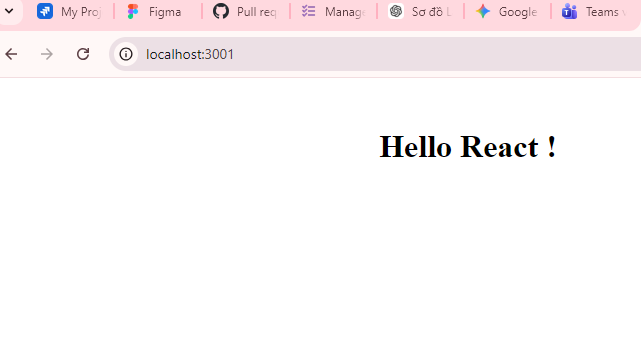 My Proj
Figma
Pull req
Manage
Sơ đồ L
Google
Teams v
localhost:3001
Hello React !